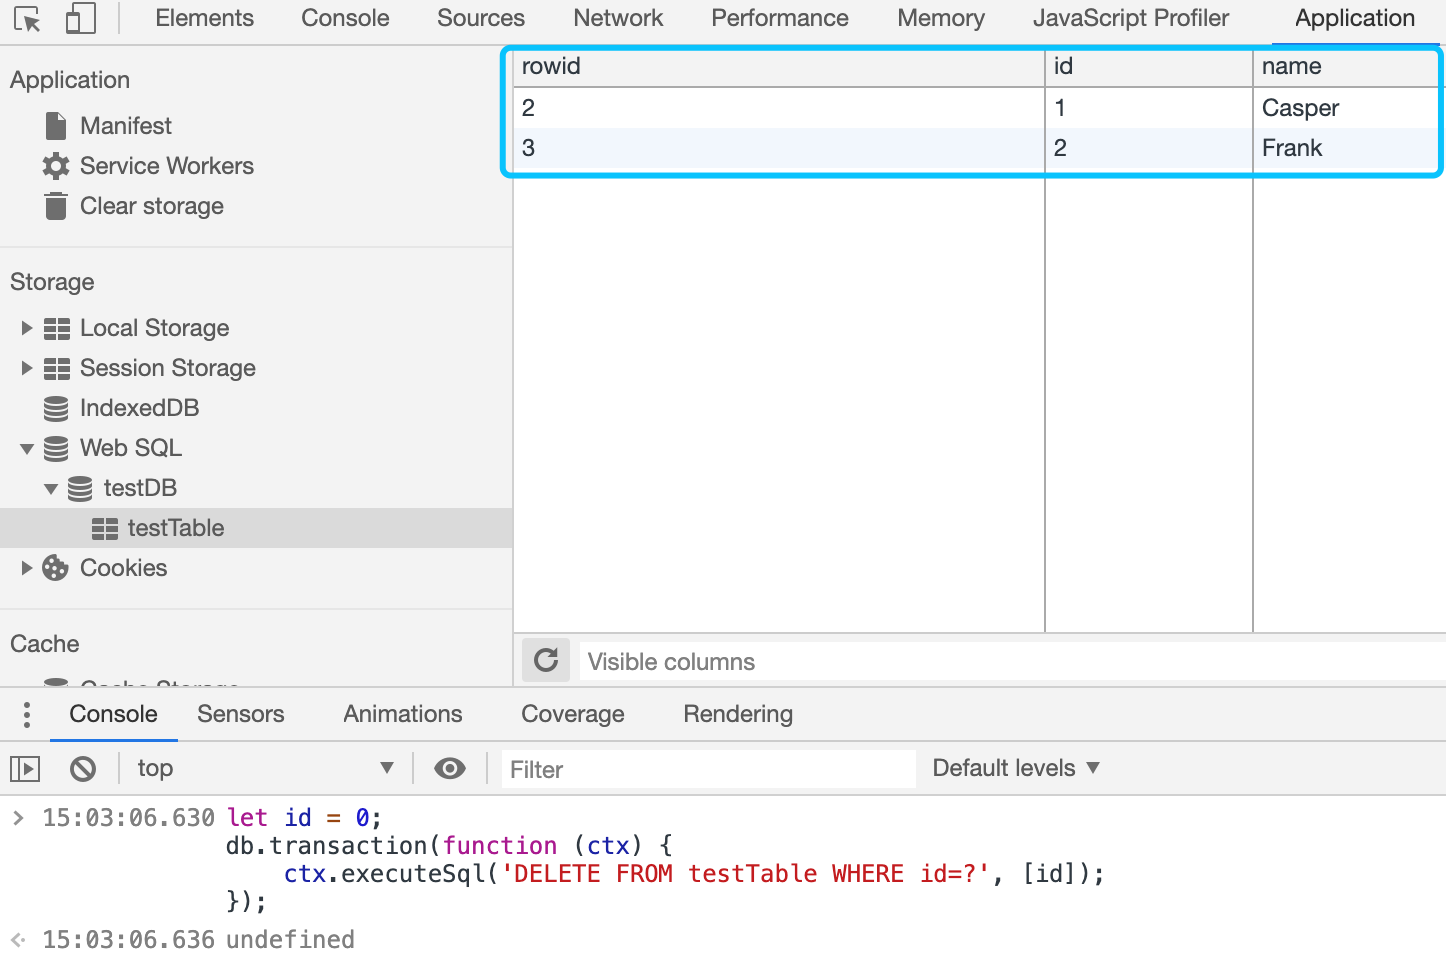 Elements Console Sources Network Performance Memory JavaScript Profiler Application
Application
Manifest
Service Workers
Clear storage
Storage
Local Storage
Session Storage
IndexedDB
Web SQL
testDB
testTable
Cookies
Cache
Cache Storage
rowid id name
2 1 Casper
3 2 Frank
Visible columns
Console Sensors Animations Coverage Rendering
top Filter Default levels
15:03:06.630 let id = 0;
db.transaction(function (ctx) {
ctx.executeSql('DELETE FROM testTable WHERE id=?', [id]);
});
15:03:06.636 undefined